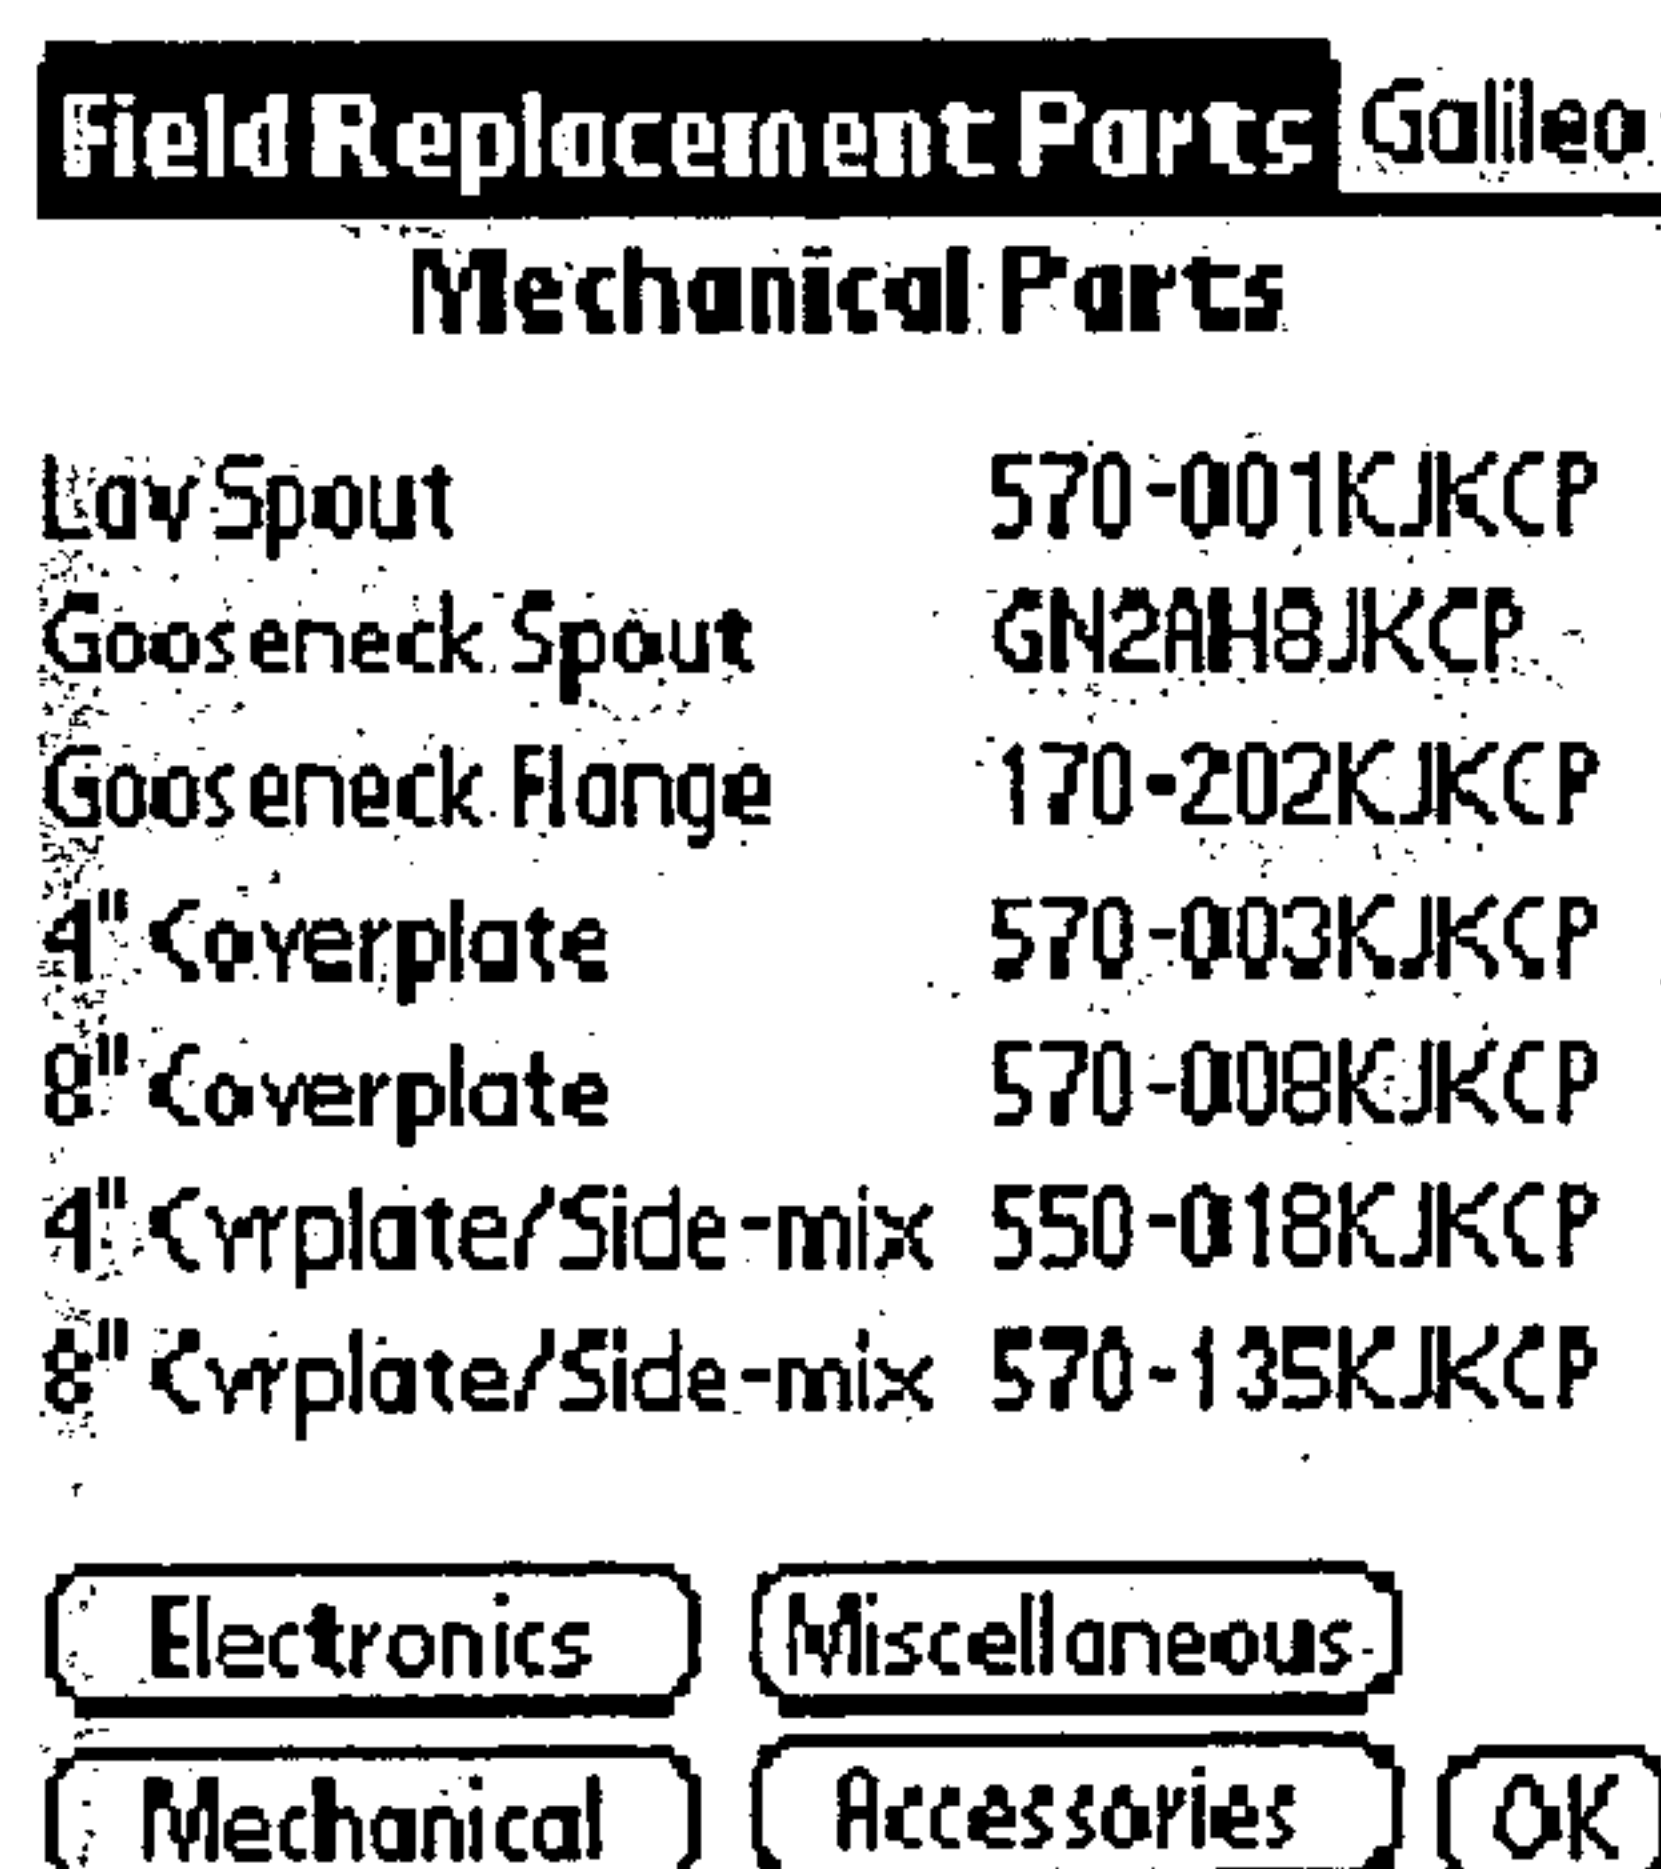 Field Replacement Parts Galileo
Mechanical Parts
Lav Spout 570-001KJKCP
Gooseneck Spout GN2AH8JKCP
Gooseneck Flange 170-202KJKCP
4" Coverplate 570-003KJKCP
8" Coverplate 570-008KJKCP
4" Cvrplate/Side-mix 550-018KJKCP
8" Cvrplate/Side-mix 570-135KJKCP
Electronics Miscellaneous
Mechanical Accessories OK